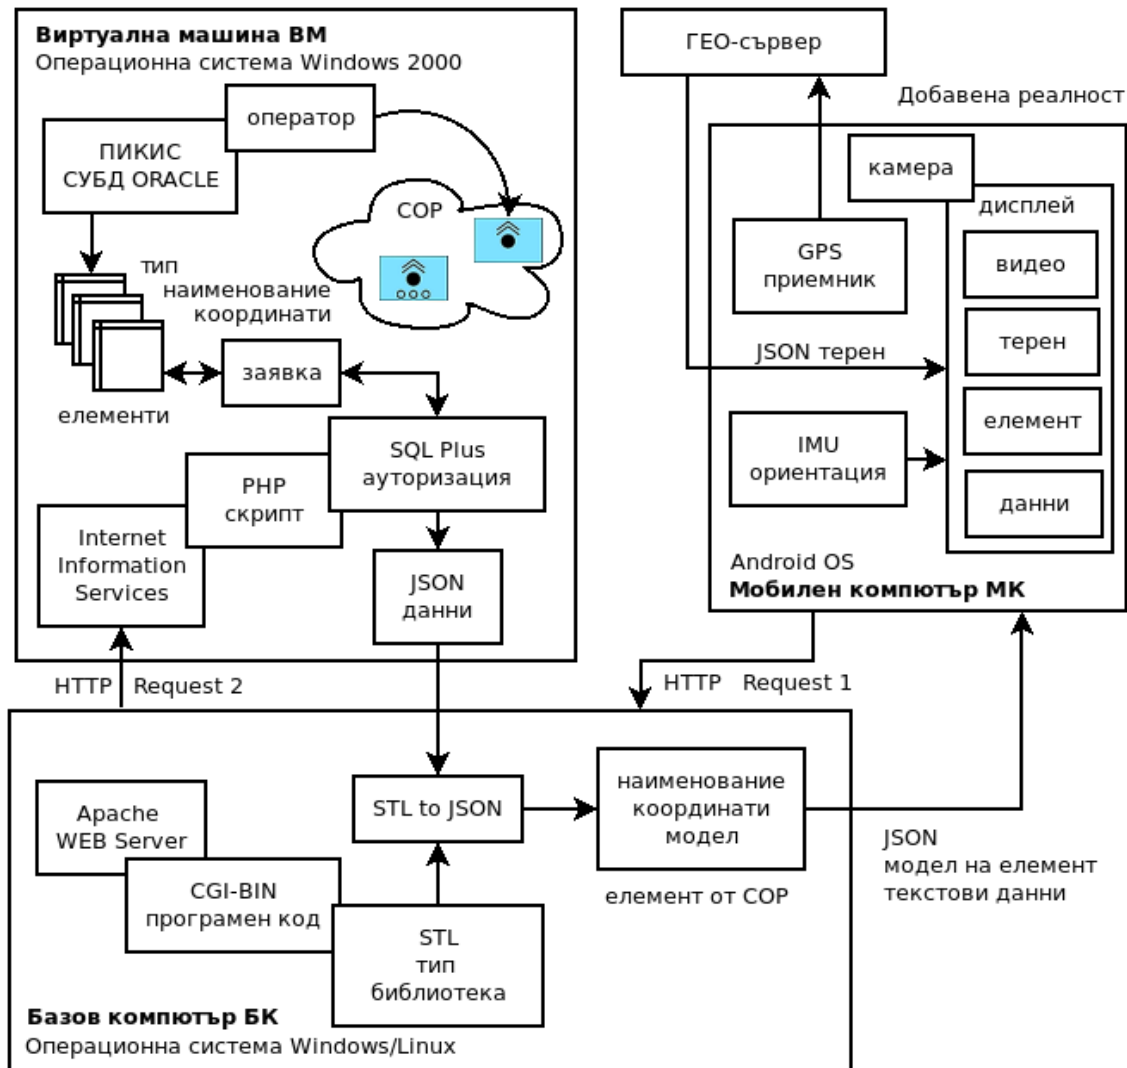 Виртуална машина ВМ
Операционна система Windows 2000
оператор
ПИКИС
СУБД ORACLE
COP
тип
наименование
координати
заявка
елементи
SQL Plus
ауторизация
PHP
скрипт
Internet
Information
Services
JSON
данни
HTTP Request 2
ГЕО-сървер
Добавена реалност
камера
дисплей
GPS
приемник
видео
JSON терен
терен
елемент
IMU
ориентация
данни
Android OS
Мобилен компютър МК
HTTP Request 1
Apache
WEB Server
STL to JSON
наименование
координати
модел
CGI-BIN
програмен код
елемент от COP
JSON
модел на елемент
текстови данни
STL
тип
библиотека
Базов компютър БК
Операционна система Windows/Linux